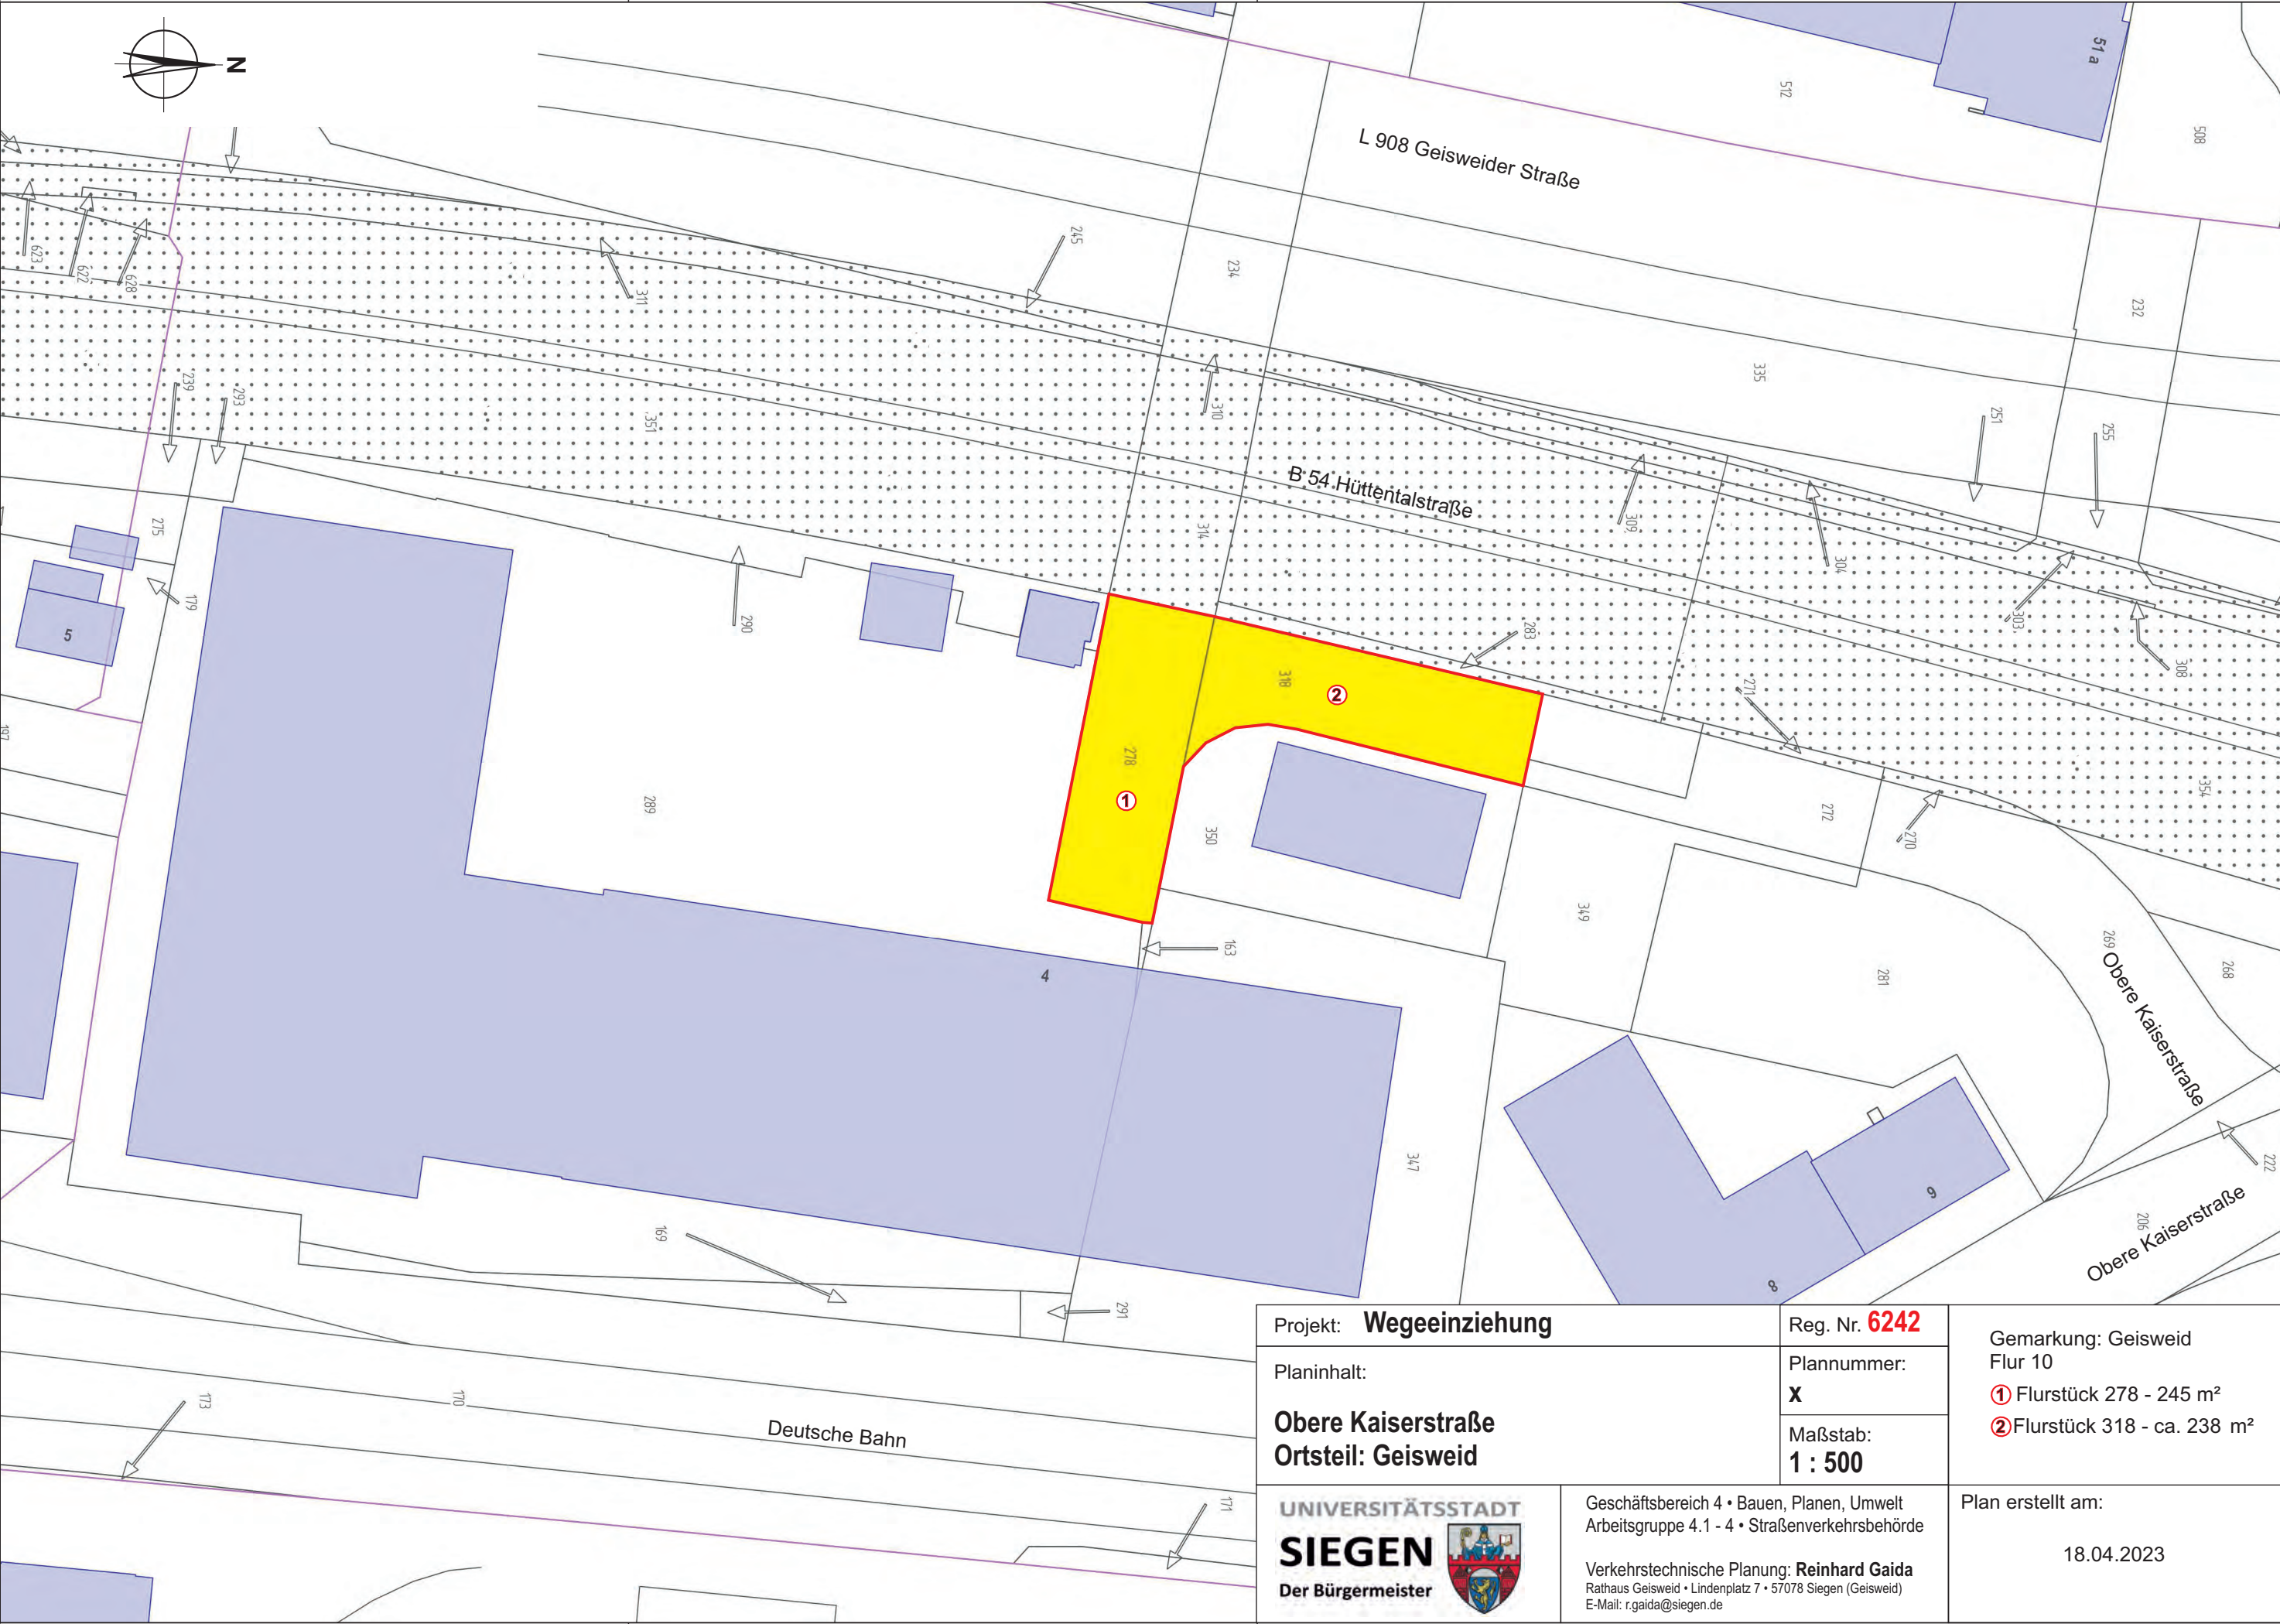 N
51 a
512
508
L 908 Geisweider Straße
245
234
232
623
622
628
311
335
239
293
351
310
251
255
B 54 Hüttentalstraße
314
309
304
303
308
275
179
5
290
283
318
2
271
354
197
278
1
289
350
272
270
349
163
4
281
269
Obere Kaiserstraße
268
347
222
9
206
Obere Kaiserstraße
8
169
291
173
170
Deutsche Bahn
171
Projekt: Wegeeinziehung
Reg. Nr. 6242
Planinhalt:
Obere Kaiserstraße
Ortsteil: Geisweid
Plannummer:
x
Maßstab:
1 : 500
Gemarkung: Geisweid
Flur 10
1 Flurstück 278 - 245 m²
2 Flurstück 318 - ca. 238 m²
UNIVERSITÄTSSTADT
SIEGEN
Der Bürgermeister
Geschäftsbereich 4 • Bauen, Planen, Umwelt
Arbeitsgruppe 4.1 - 4 • Straßenverkehrsbehörde
Verkehrstechnische Planung: Reinhard Gaida
Rathaus Geisweid • Lindenplatz 7 • 57078 Siegen (Geisweid)
E-Mail: r.gaida@siegen.de
Plan erstellt am:
18.04.2023